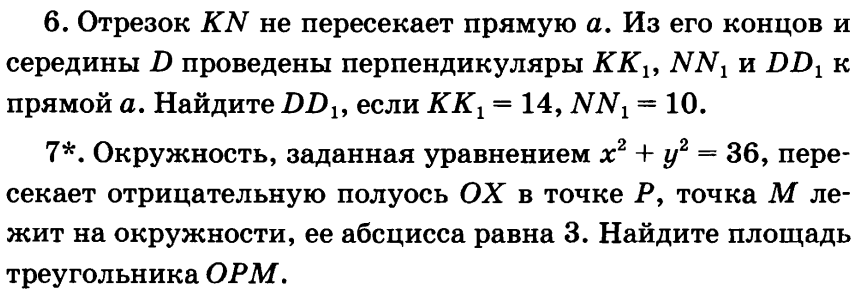 6. Отрезок KN не пересекает прямую a. Из его концов и
середины D проведены перпендикуляры KK₁, NN₁ и DD₁ к
прямой a. Найдите DD₁, если KK₁ = 14, NN₁ = 10.
7*. Окружность, заданная уравнением x² + y² = 36, пере-
секает отрицательную полуось OX в точке P, точка M ле-
жит на окружности, ее абсцисса равна 3. Найдите площадь
треугольника OPM.